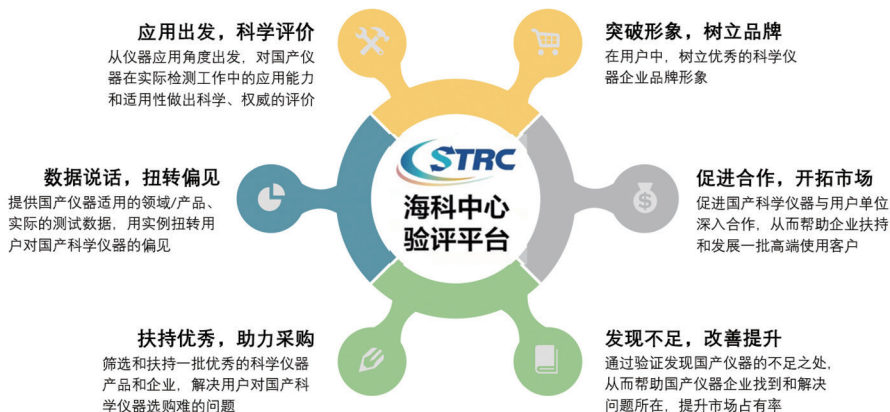 应用出发，科学评价
从仪器应用角度出发，对国产仪
器在实际检测工作中的应用能力
和适用性做出科学、权威的评价
突破形象，树立品牌
在用户中，树立优秀的科学仪
器企业品牌形象
数据说话，扭转偏见
提供国产仪器适用的领域/产品、
实际的测试数据，用实例扭转用
户对国产科学仪器的偏见
STRC
海科中心
验评平台
促进合作，开拓市场
促进国产科学仪器与用户单位
深入合作，从而帮助企业扶持
和发展一批高端使用客户
扶持优秀，助力采购
筛选和扶持一批优秀的科学仪器
产品和企业，解决用户对国产科
学仪器选购难的问题
发现不足，改善提升
通过验证发现国产仪器的不足之处，
从而帮助国产仪器企业找到和解决
问题所在，提升市场占有率